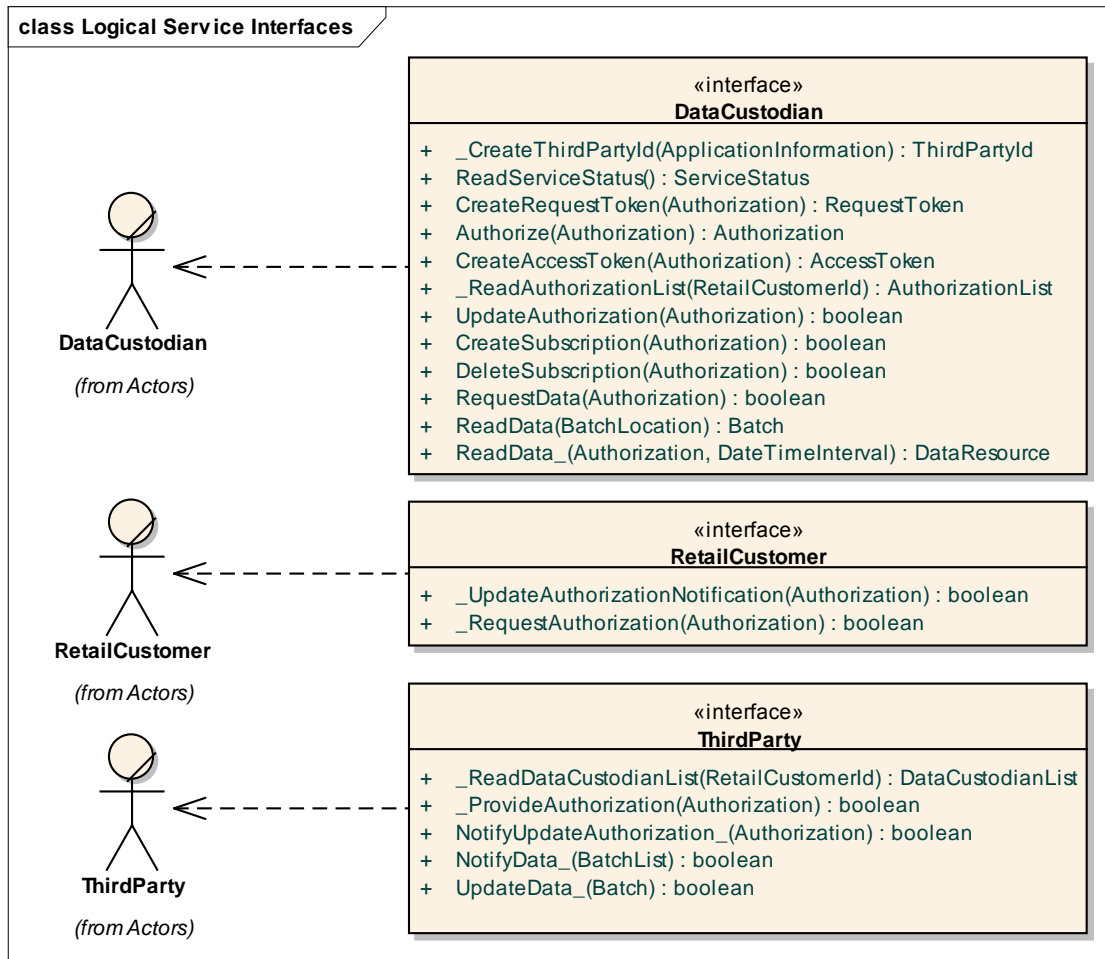 class Logical Service Interfaces
«interface»
DataCustodian
+ _CreateThirdPartyId(ApplicationInformation) : ThirdPartyId
+ ReadServiceStatus() : ServiceStatus
+ CreateRequestToken(Authorization) : RequestToken
+ Authorize(Authorization) : Authorization
+ CreateAccessToken(Authorization) : AccessToken
+ _ReadAuthorizationList(RetailCustomerId) : AuthorizationList
+ UpdateAuthorization(Authorization) : boolean
+ CreateSubscription(Authorization) : boolean
+ DeleteSubscription(Authorization) : boolean
+ RequestData(Authorization) : boolean
+ ReadData(BatchLocation) : Batch
+ ReadData_(Authorization, DateTimeInterval) : DataResource
DataCustodian
(from Actors)
«interface»
RetailCustomer
+ _UpdateAuthorizationNotification(Authorization) : boolean
+ _RequestAuthorization(Authorization) : boolean
RetailCustomer
(from Actors)
«interface»
ThirdParty
+ _ReadDataCustodianList(RetailCustomerId) : DataCustodianList
+ _ProvideAuthorization(Authorization) : boolean
+ NotifyUpdateAuthorization_(Authorization) : boolean
+ NotifyData_(BatchList) : boolean
+ UpdateData_(Batch) : boolean
ThirdParty
(from Actors)